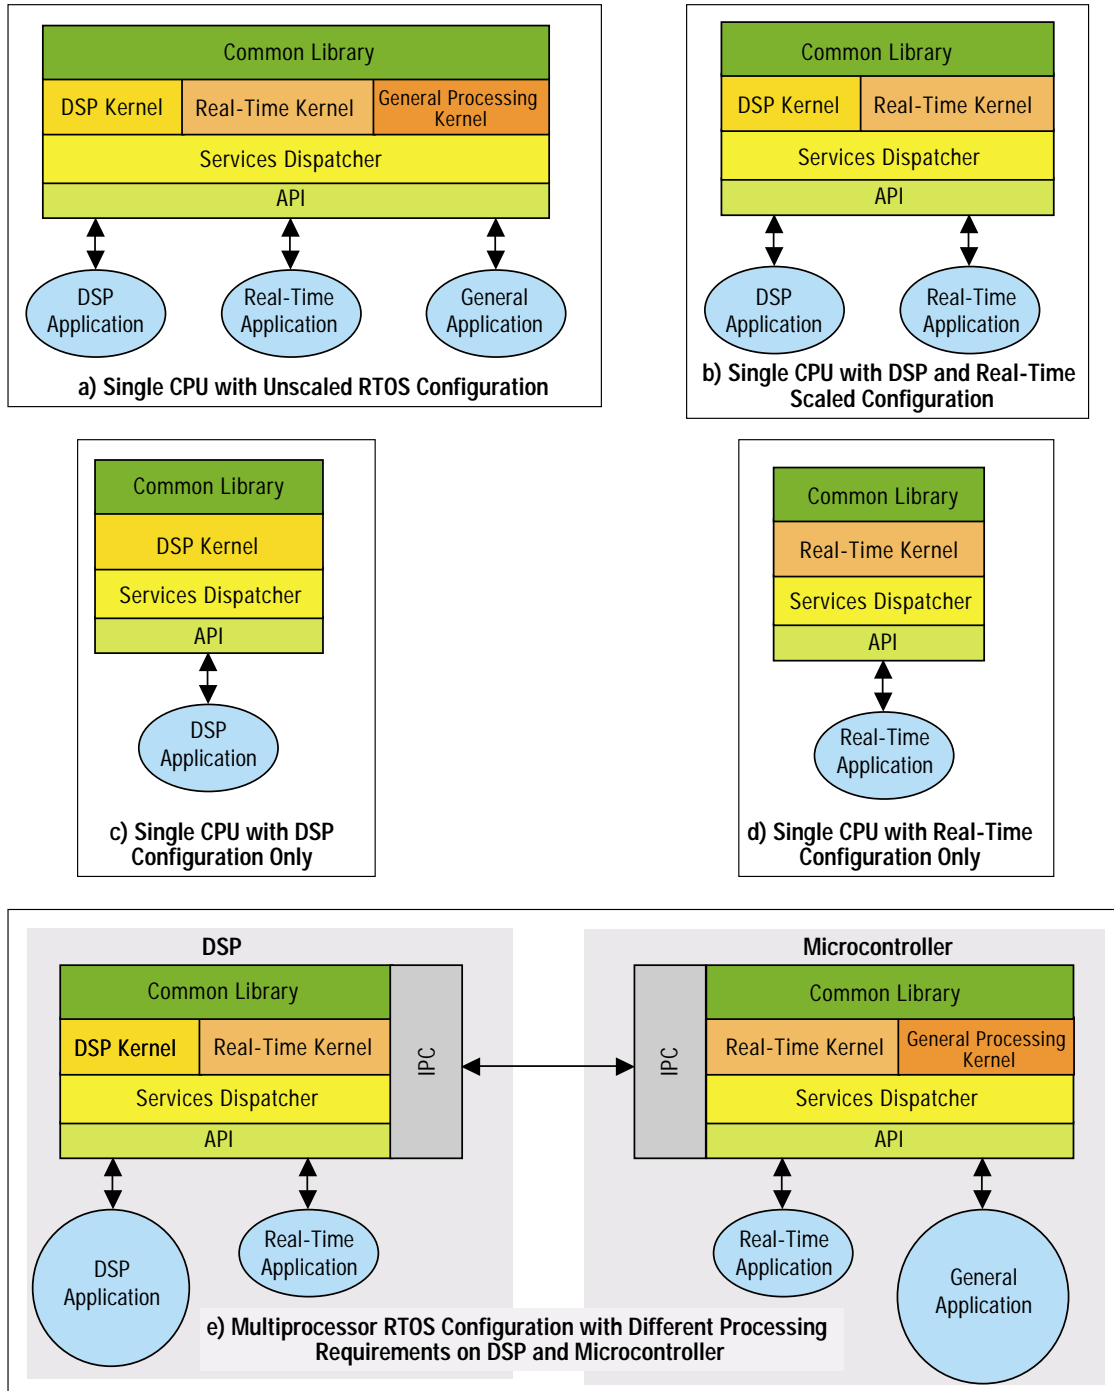 Common Library
DSP Kernel
Real-Time Kernel
General Processing
Kernel
Services Dispatcher
API
DSP
Application
Real-Time
Application
General
Application
a) Single CPU with Unscaled RTOS Configuration
Common Library
DSP Kernel
Real-Time Kernel
Services Dispatcher
API
DSP
Application
Real-Time
Application
b) Single CPU with DSP and Real-Time
Scaled Configuration
Common Library
DSP Kernel
Services Dispatcher
API
DSP
Application
c) Single CPU with DSP
Configuration Only
Common Library
Real-Time Kernel
Services Dispatcher
API
Real-Time
Application
d) Single CPU with Real-Time
Configuration Only
DSP
Common Library
DSP Kernel
Real-Time Kernel
IPC
Services Dispatcher
API
DSP
Application
Real-Time
Application
Microcontroller
IPC
Common Library
Real-Time Kernel
General Processing
Kernel
Services Dispatcher
API
Real-Time
Application
General
Application
e) Multiprocessor RTOS Configuration with Different Processing
Requirements on DSP and Microcontroller